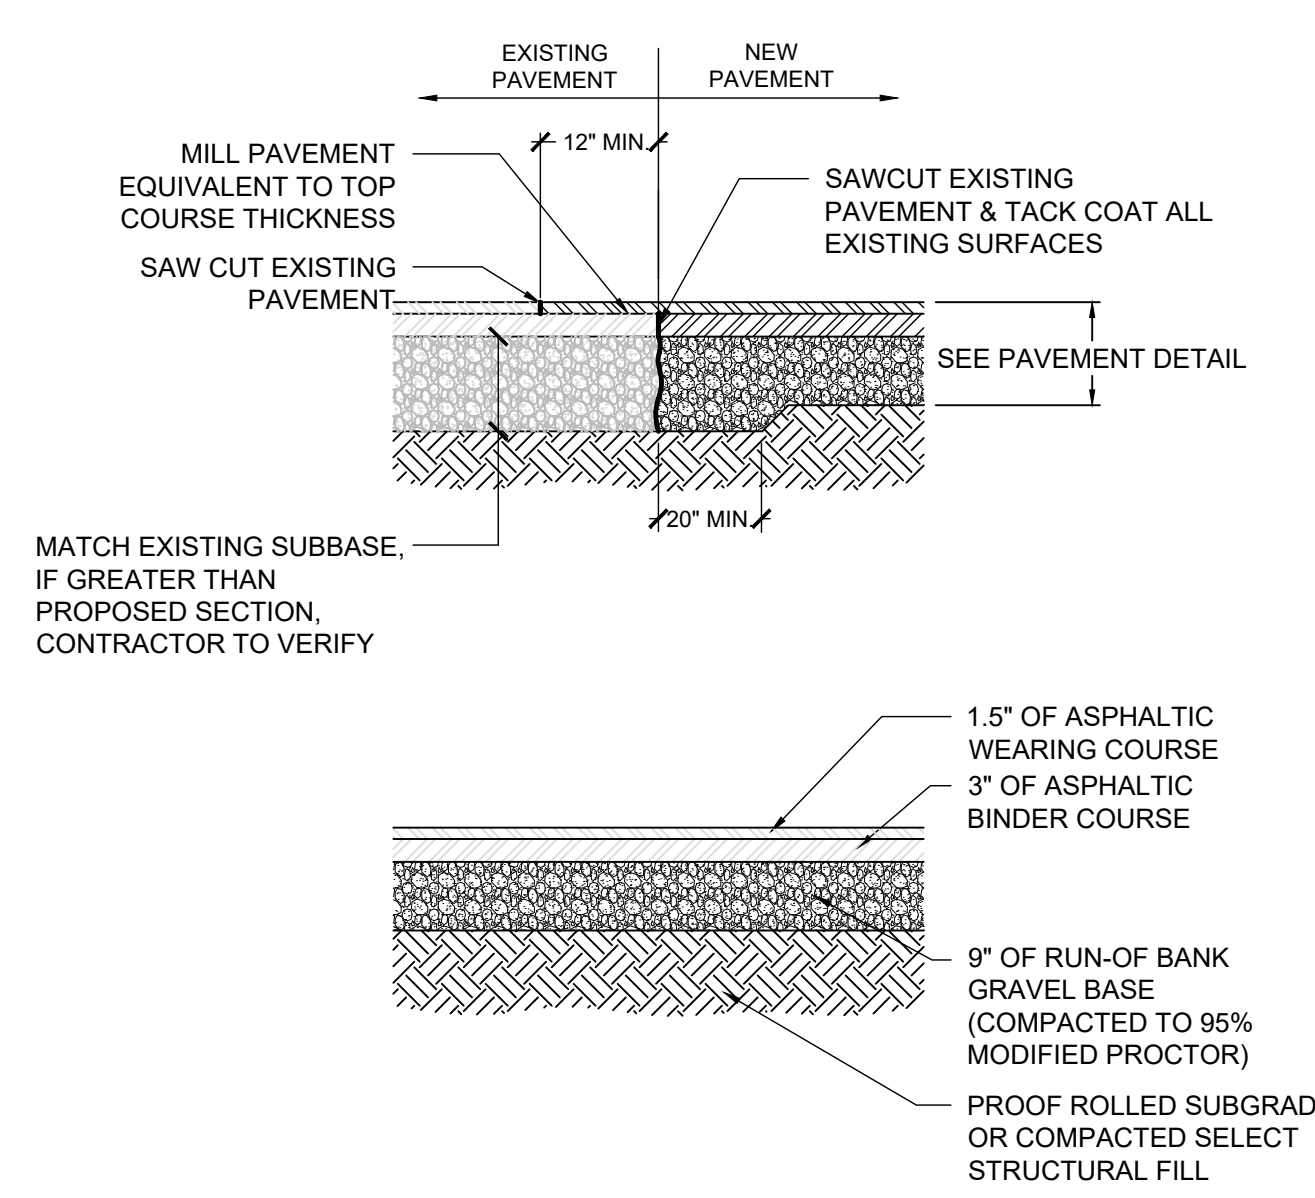 EXISTING
PAVEMENT
NEW
PAVEMENT
12" MIN.
MILL PAVEMENT
EQUIVALENT TO TOP
COURSE THICKNESS
SAW CUT EXISTING
PAVEMENT
SAWCUT EXISTING
PAVEMENT & TACK COAT ALL
EXISTING SURFACES
SEE PAVEMENT DETAIL
20" MIN.
MATCH EXISTING SUBBASE,
IF GREATER THAN
PROPOSED SECTION,
CONTRACTOR TO VERIFY
1.5" OF ASPHALTIC
WEARING COURSE
3" OF ASPHALTIC
BINDER COURSE
9" OF RUN-OF BANK
GRAVEL BASE
(COMPACTED TO 95%
MODIFIED PROCTOR)
PROOF ROLLED SUBGRAD
OR COMPACTED SELECT
STRUCTURAL FILL